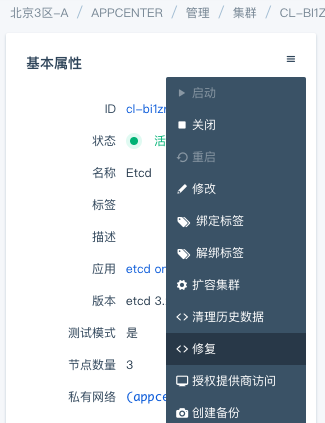 北京3区-A / APPCENTER / 管理 / 集群 / CL-BI1Z
基本属性
ID cl-bi1zr
状态 活
名称 Etcd
标签
描述
应用 etcd or
版本 etcd 3.
测试模式 是
节点数量 3
私有网络 (appce
启动
关闭
重启
修改
绑定标签
解绑标签
扩容集群
清理历史数据
修复
授权提供商访问
创建备份